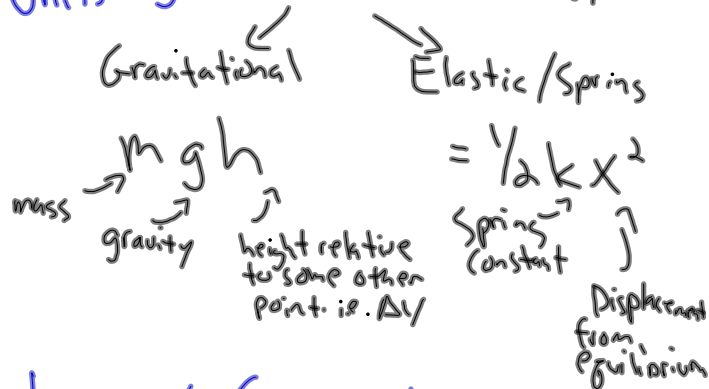 Gravitational
Elastic/Spring
mgh
= 1/2 k x²
mass
gravity
height relative
to some other
point. i.e. Δy
Spring
constant
Displacement
from
equilibrium